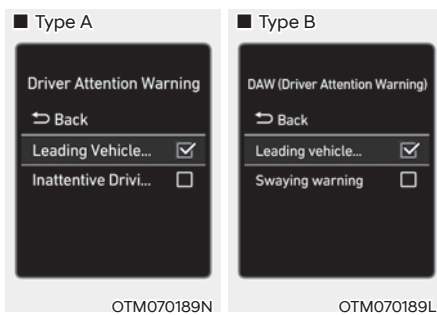 ■ Type A
Driver Attention Warning
Back
Leading Vehicle...
Inattentive Drivi...
OTM070189N
■ Type B
DAW (Driver Attention Warning)
Back
Leading vehicle...
Swaying warning
OTM070189L